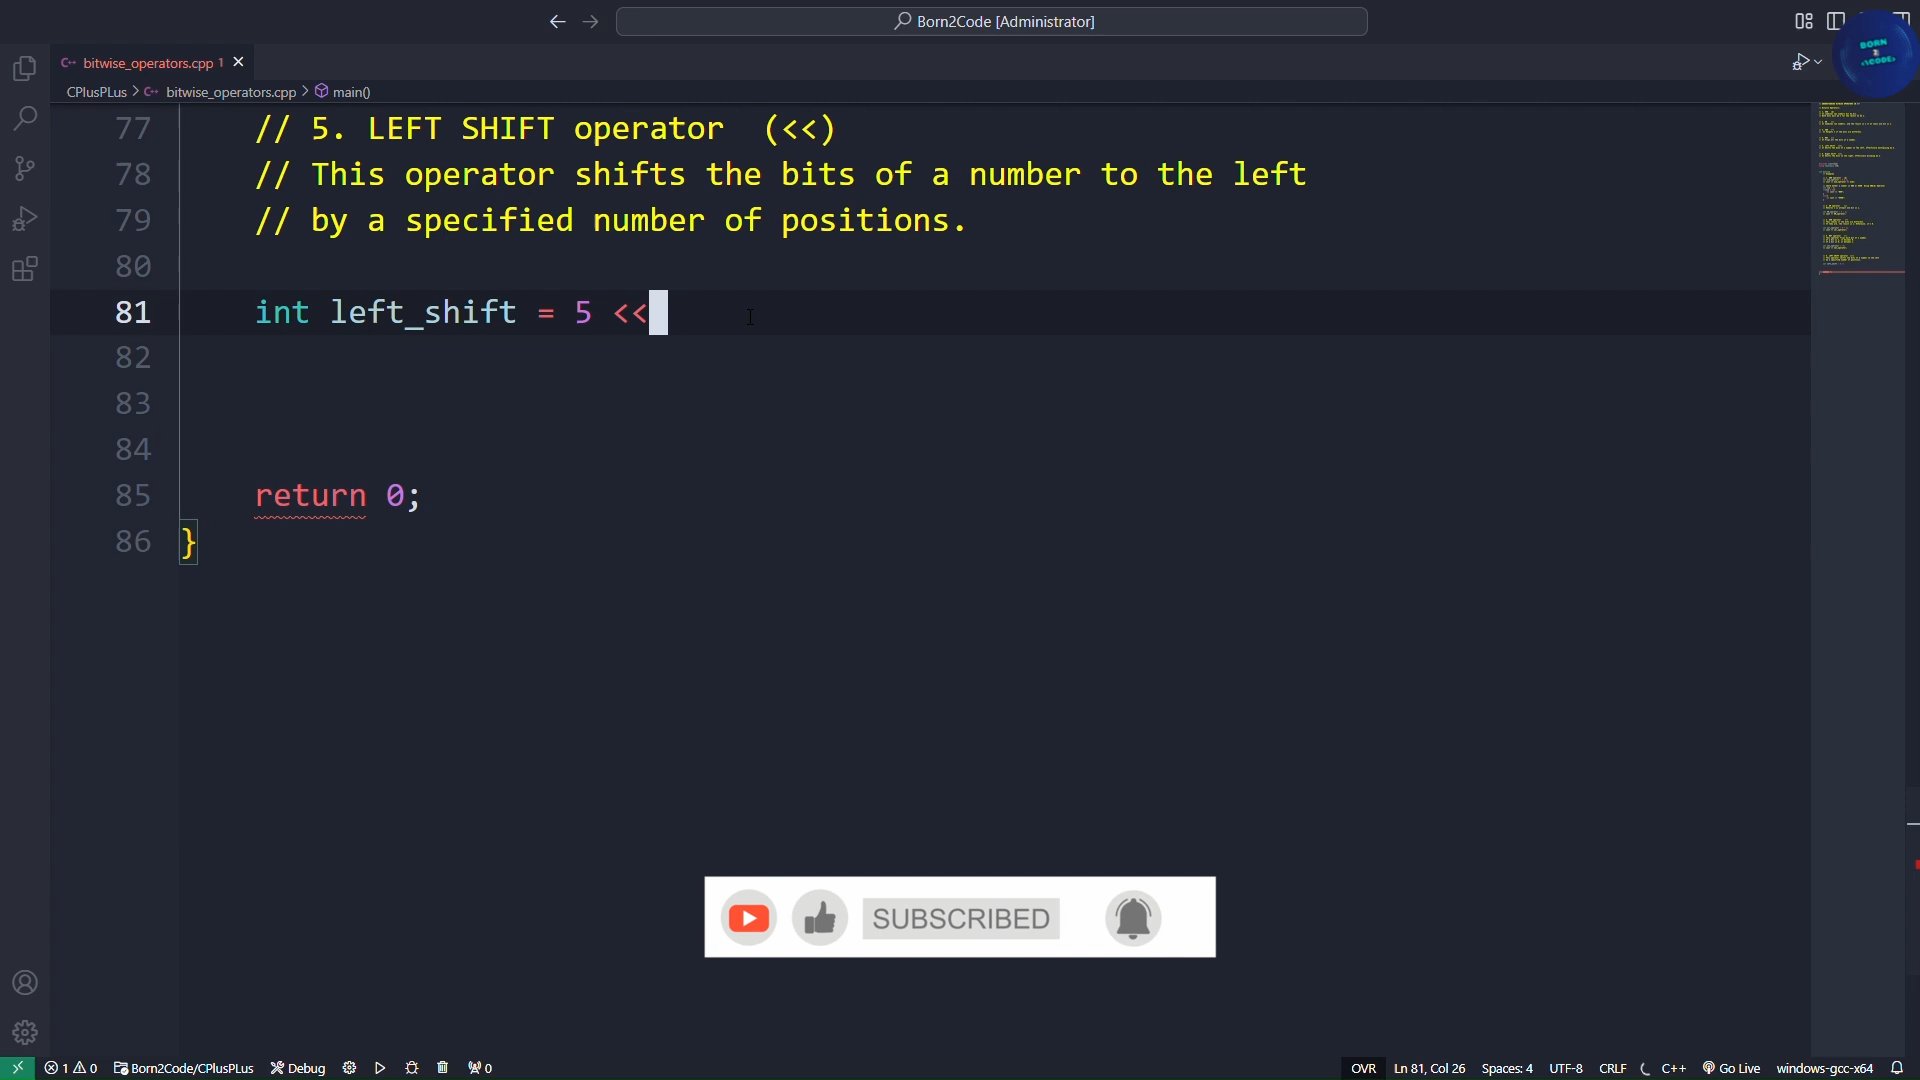 Born2Code [Administrator]
BORN
2
<\CODE>
C++ bitwise_operators.cpp 1
CPlusPLus > C++ bitwise_operators.cpp > main()
77 // 5. LEFT SHIFT operator (<<)
78 // This operator shifts the bits of a number to the left
79 // by a specified number of positions.
80
81 int left_shift = 5 <<
82
83
84
85 return 0;
86 }
SUBSCRIBED
1 0 Born2Code/CPlusPLus Debug 0 OVR Ln 81, Col 26 Spaces: 4 UTF-8 CRLF C++ Go Live windows-gcc-x64